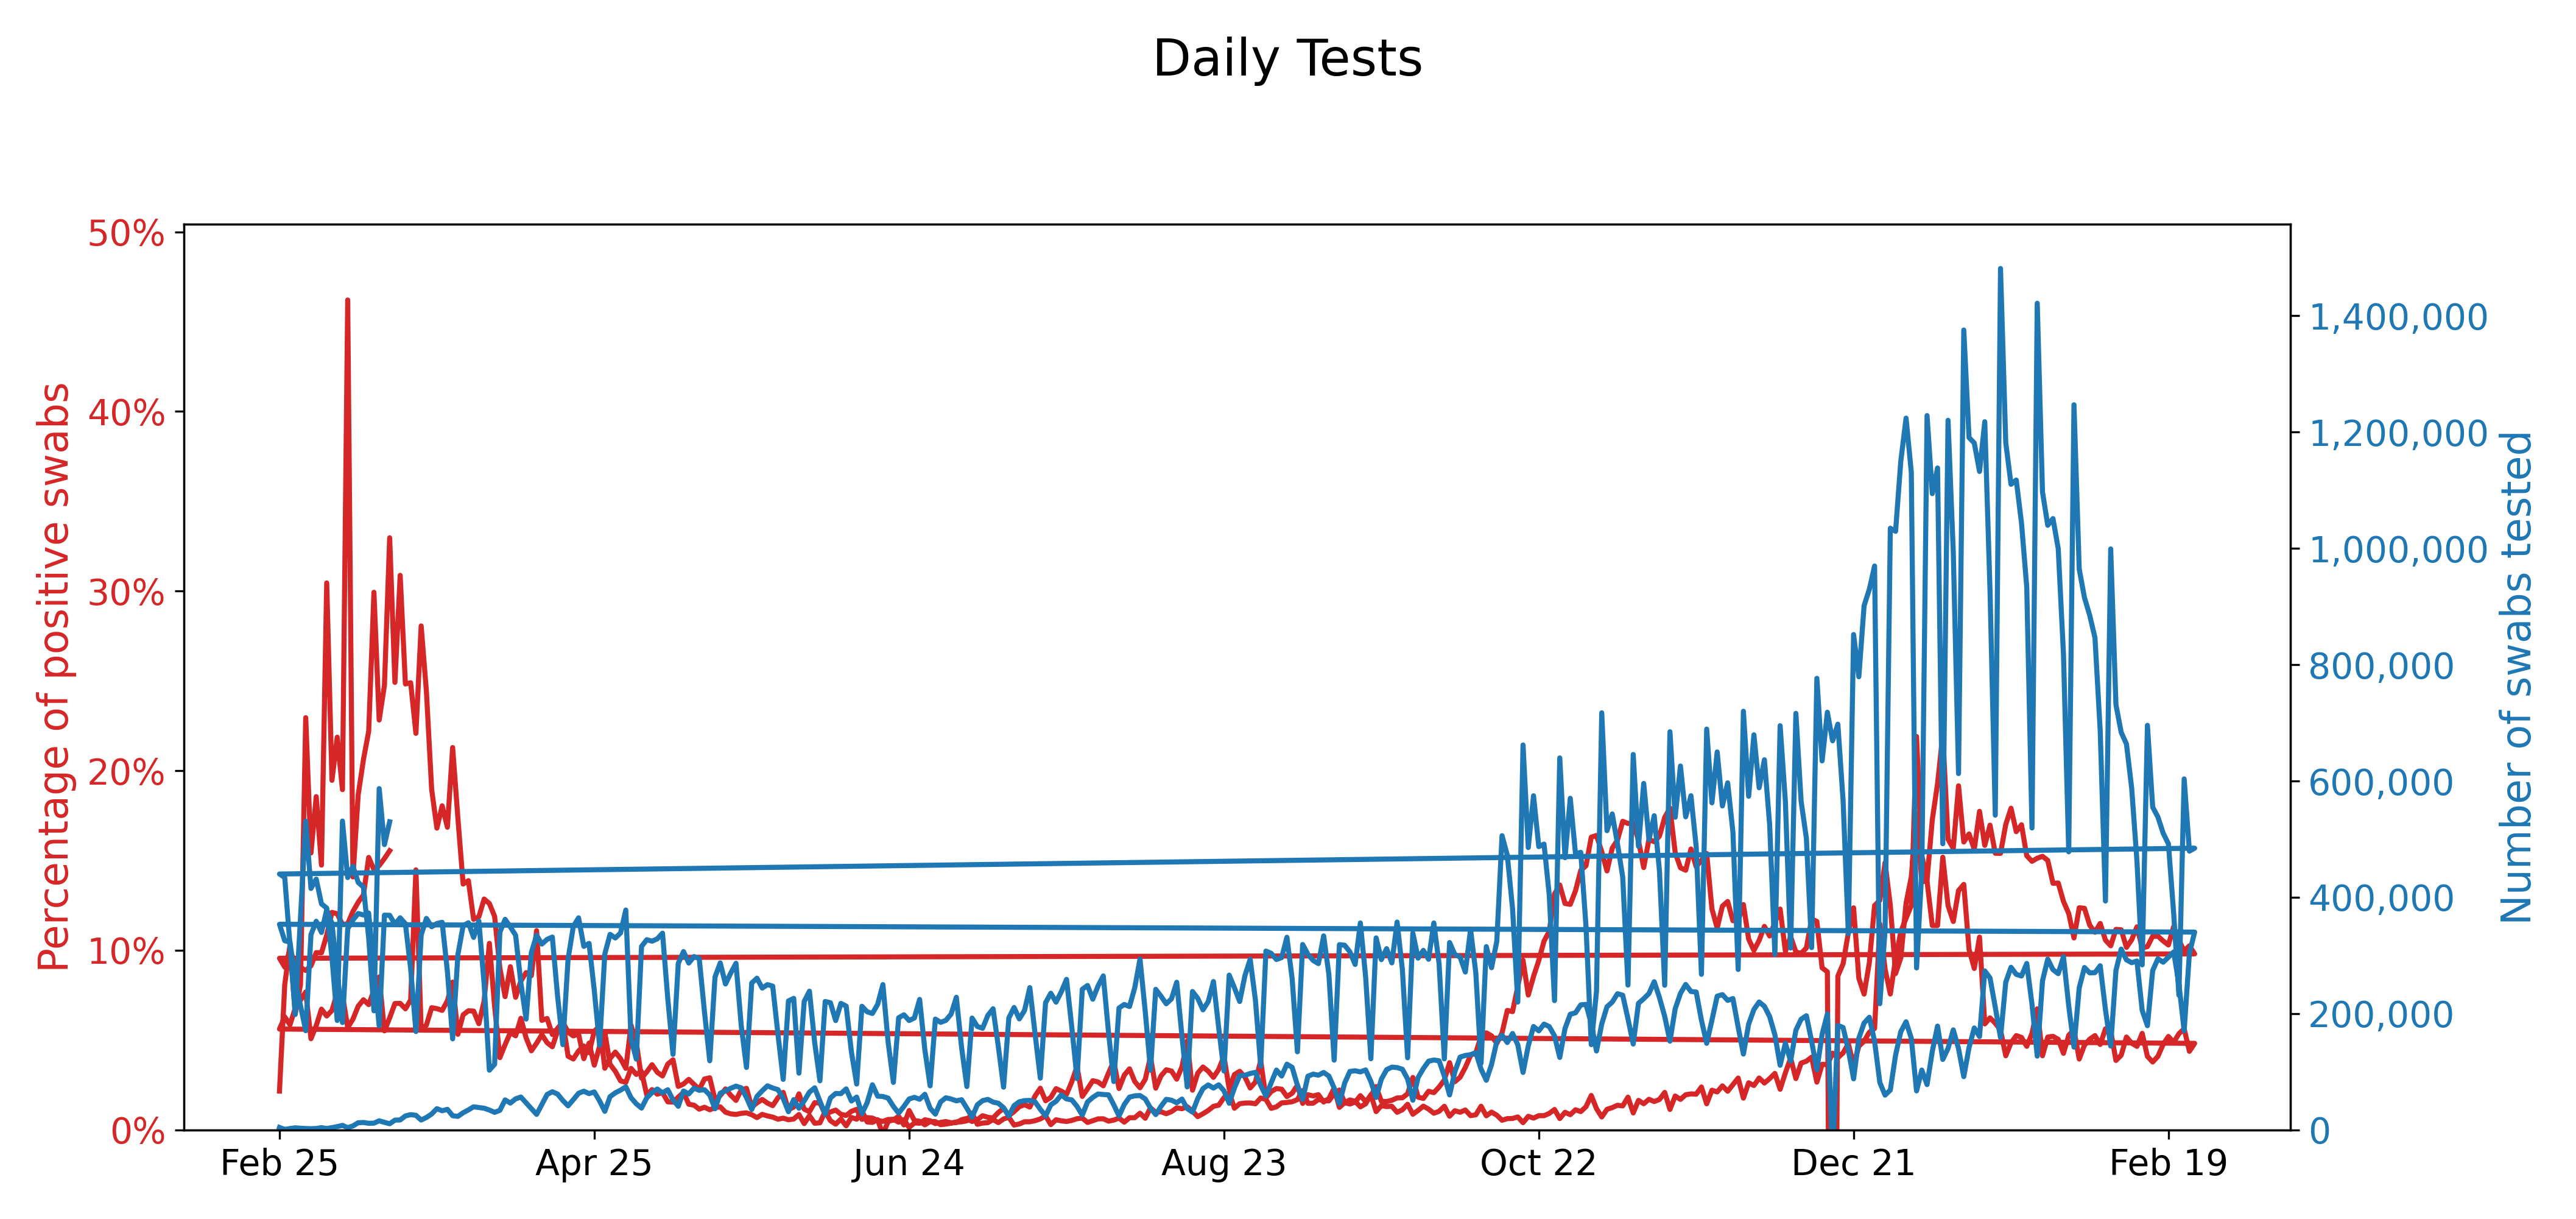 Daily Tests
Percentage of positive swabs
50%
40%
30%
20%
10%
0%
Number of swabs tested
1,400,000
1,200,000
1,000,000
800,000
600,000
400,000
200,000
0
Feb 25
Apr 25
Jun 24
Aug 23
Oct 22
Dec 21
Feb 19